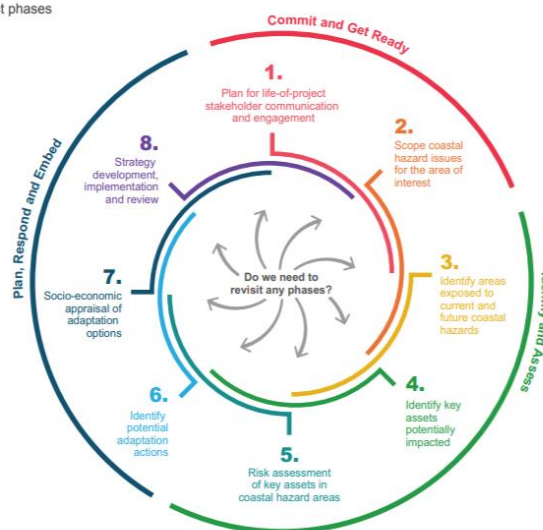 phases
Commit and Get Ready
1.
Plan for life-of-project
stakeholder communication
and engagement
2.
Scope coastal
hazard issues
for the area of
interest
3.
Identify areas
exposed to
current and
future coastal
hazards
4.
Identify key
assets
potentially
impacted
5.
Risk assessment
of key assets in
coastal hazard areas
6.
Identify
potential
adaptation
actions
7.
Socio-economic
appraisal of
adaptation
options
8.
Strategy
development,
implementation
and review
Do we need to
revisit any phases?
and Assess
Plan, Respond and Embed